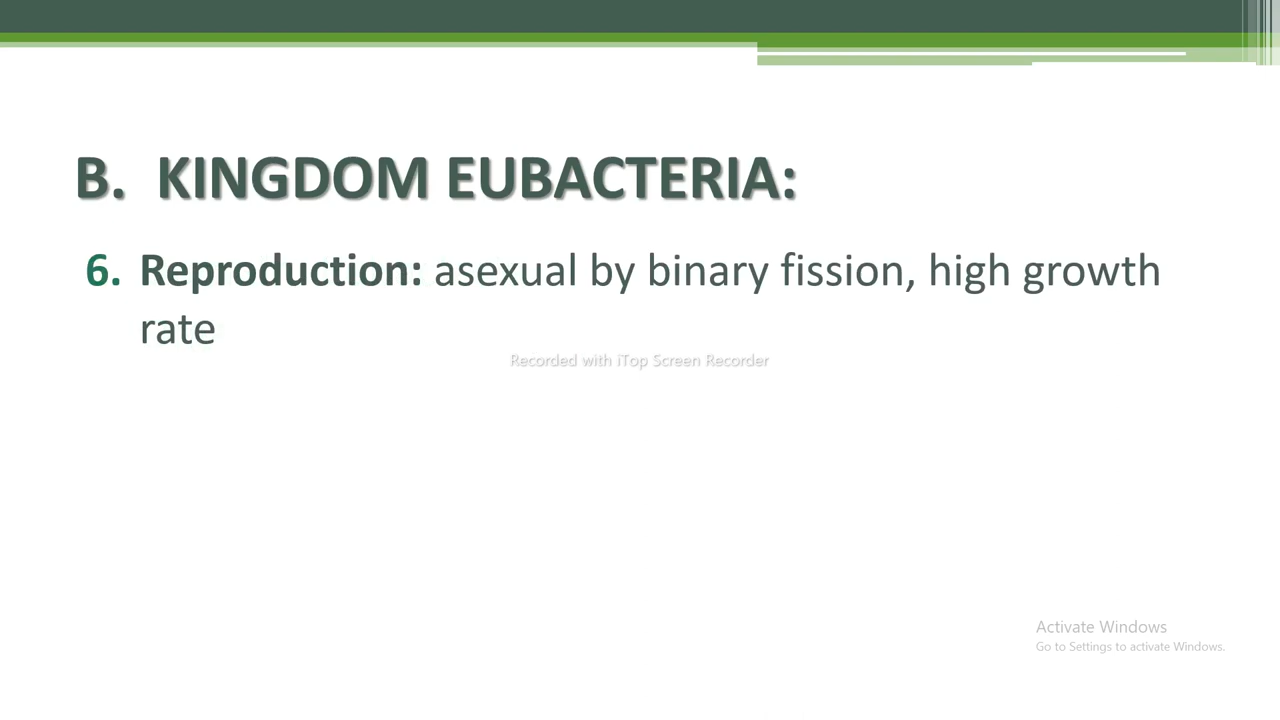 B. KINGDOM EUBACTERIA:
6. Reproduction: asexual by binary fission, high growth
rate
Recorded with iTop Screen Recorder
Activate Windows
Go to Settings to activate Windows.